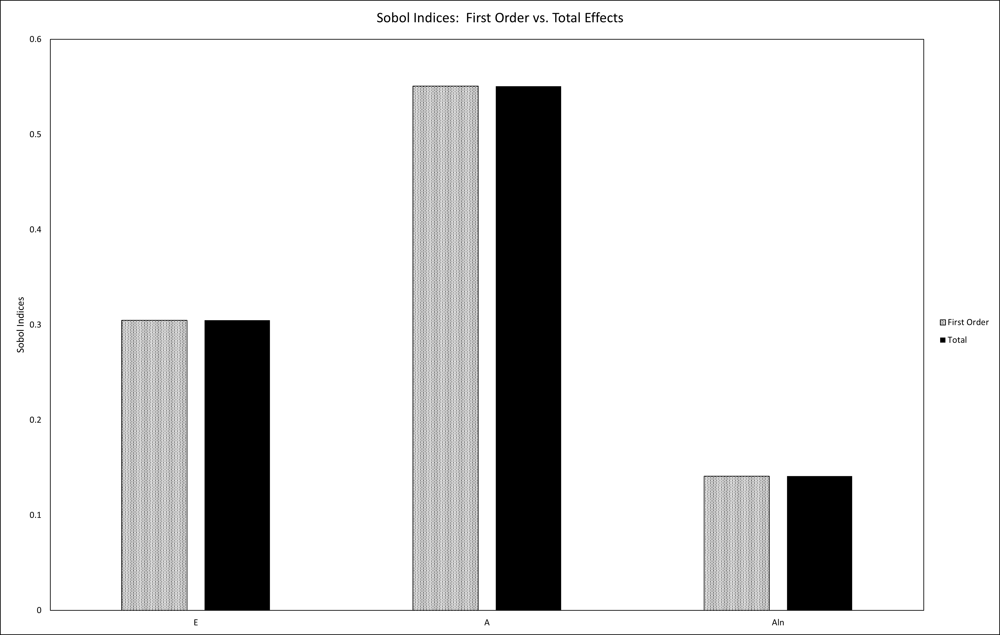 Sobol Indices:  First Order vs. Total Effects
0.6
0.5
0.4
0.3
0.2
0.1
0
Sobol Indices
E
A
Aln
First Order
Total